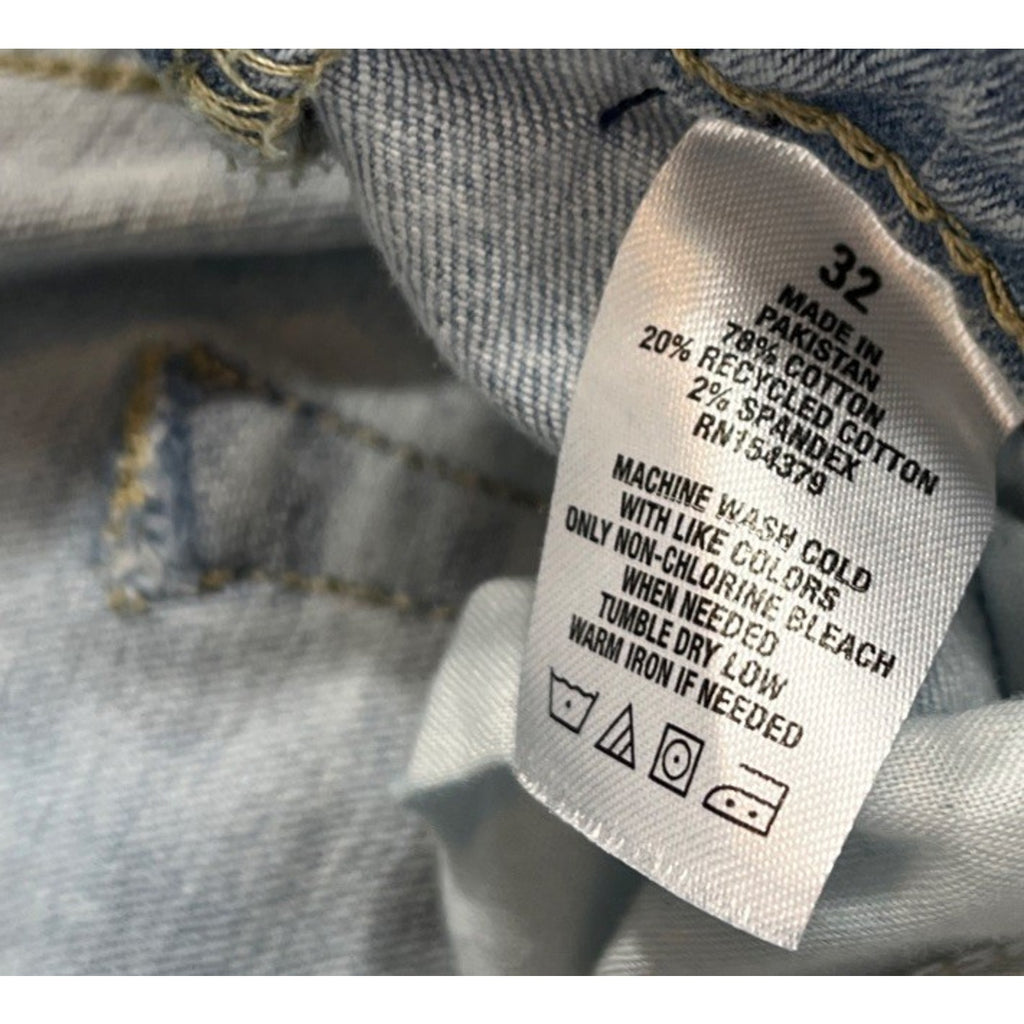 32
MADE IN
PAKISTAN
78% COTTON
20% RECYCLED COTTON
2% SPANDEX
RN154379
MACHINE WASH COLD
WITH LIKE COLORS
ONLY NON-CHLORINE BLEACH
WHEN NEEDED
TUMBLE DRY LOW
WARM IRON IF NEEDED